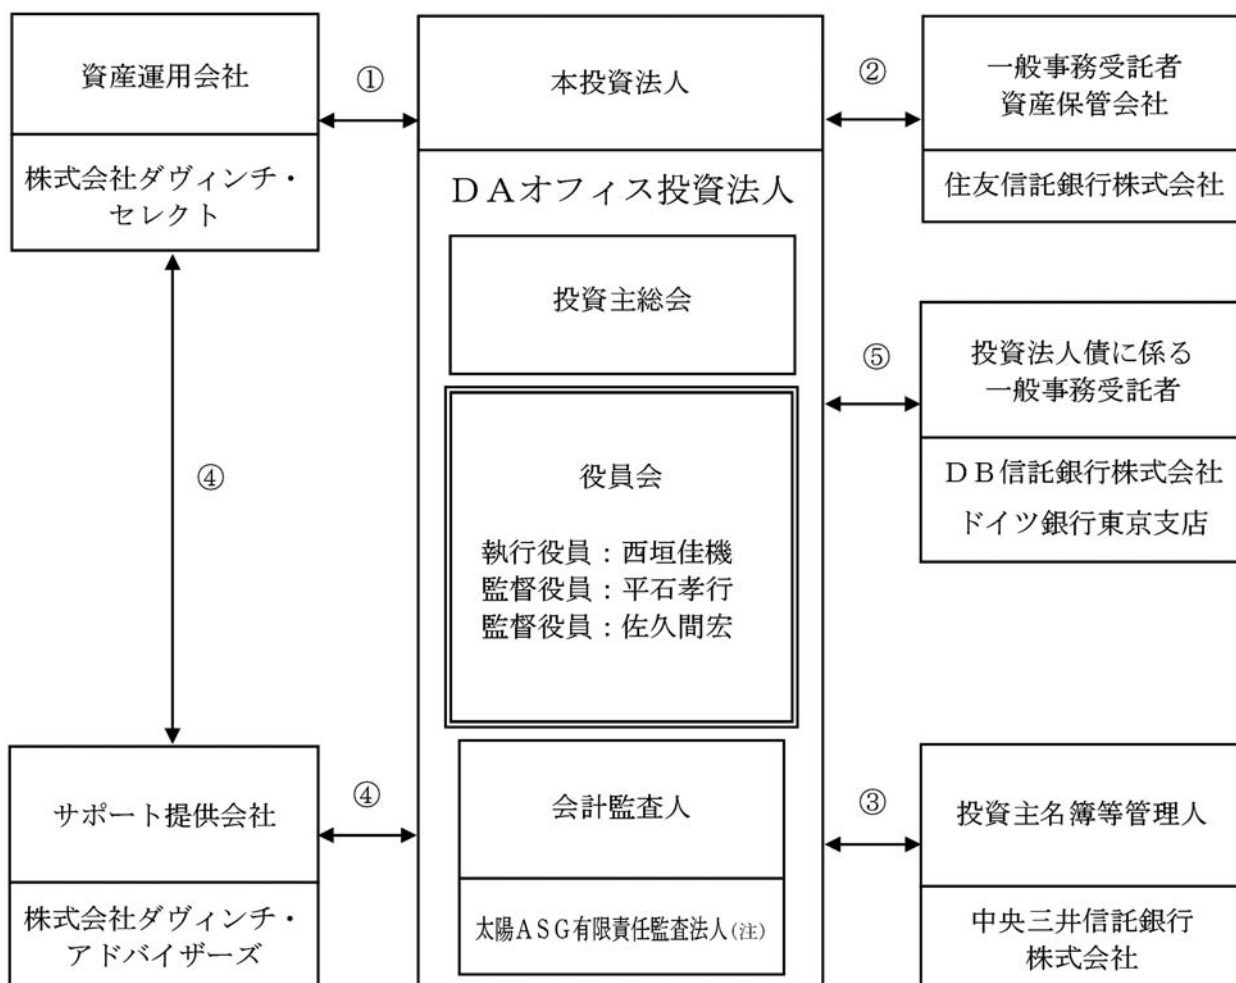 資産運用会社
株式会社ダヴィンチ・
セレクト
①
本投資法人
②
一般事務受託者
資産保管会社
住友信託銀行株式会社
ＤＡオフィス投資法人
投資主総会
役員会
執行役員：西垣佳機
監督役員：平石孝行
監督役員：佐久間宏
⑤
投資法人債に係る
一般事務受託者
ＤＢ信託銀行株式会社
ドイツ銀行東京支店
④
サポート提供会社
株式会社ダヴィンチ・
アドバイザーズ
④
会計監査人
太陽ＡＳＧ有限責任監査法人(注)
③
投資主名簿等管理人
中央三井信託銀行
株式会社